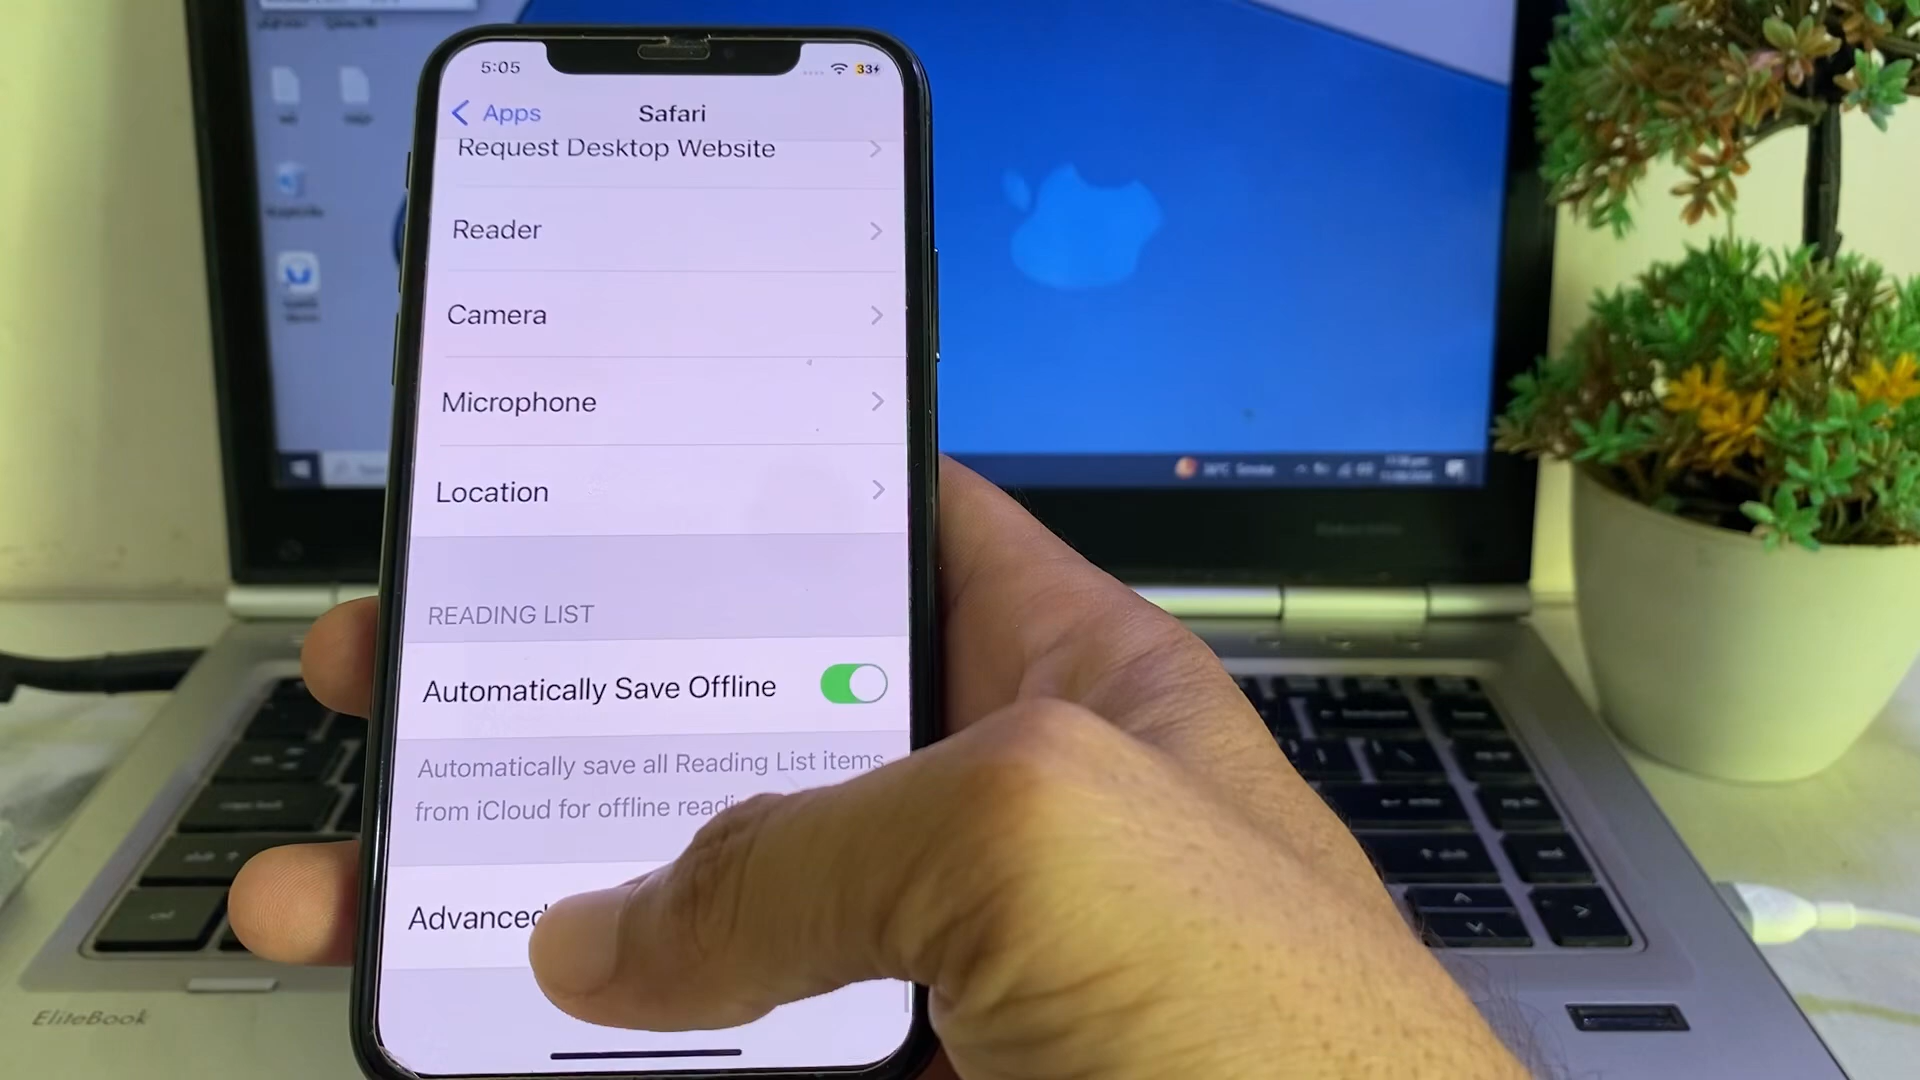 5:05
33
Apps
Safari
Request Desktop Website
Reader
Camera
Microphone
Location
READING LIST
Automatically Save Offline
Automatically save all Reading List items
from iCloud for offline
Advanced
EliteBook